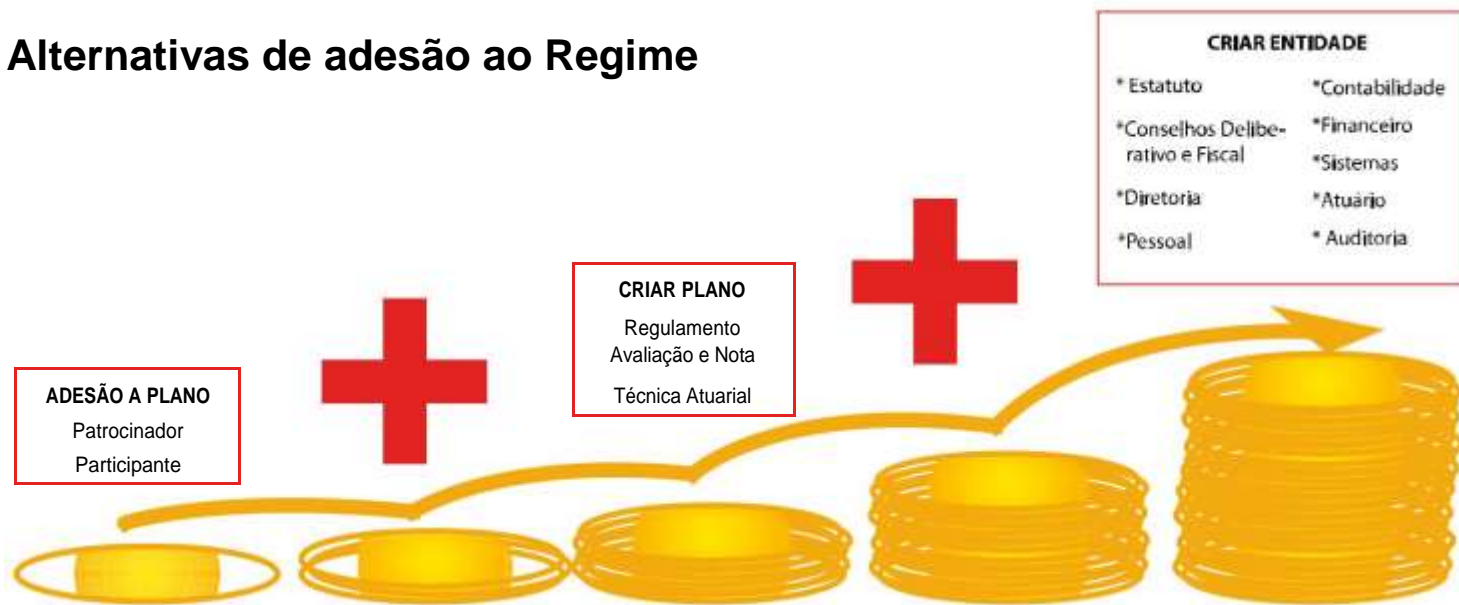 Alternativas de adesão ao Regime
ADESÃO A PLANO
Patrocinador
Participante
CRIAR PLANO
Regulamento
Avaliação e Nota
Técnica Atuarial
CRIAR ENTIDADE
* Estatuto
*Conselhos Delibe-
rativo e Fiscal
*Diretoria
*Pessoal
*Contabilidade
*Financeiro
*Sistemas
*Atuário
* Auditoria